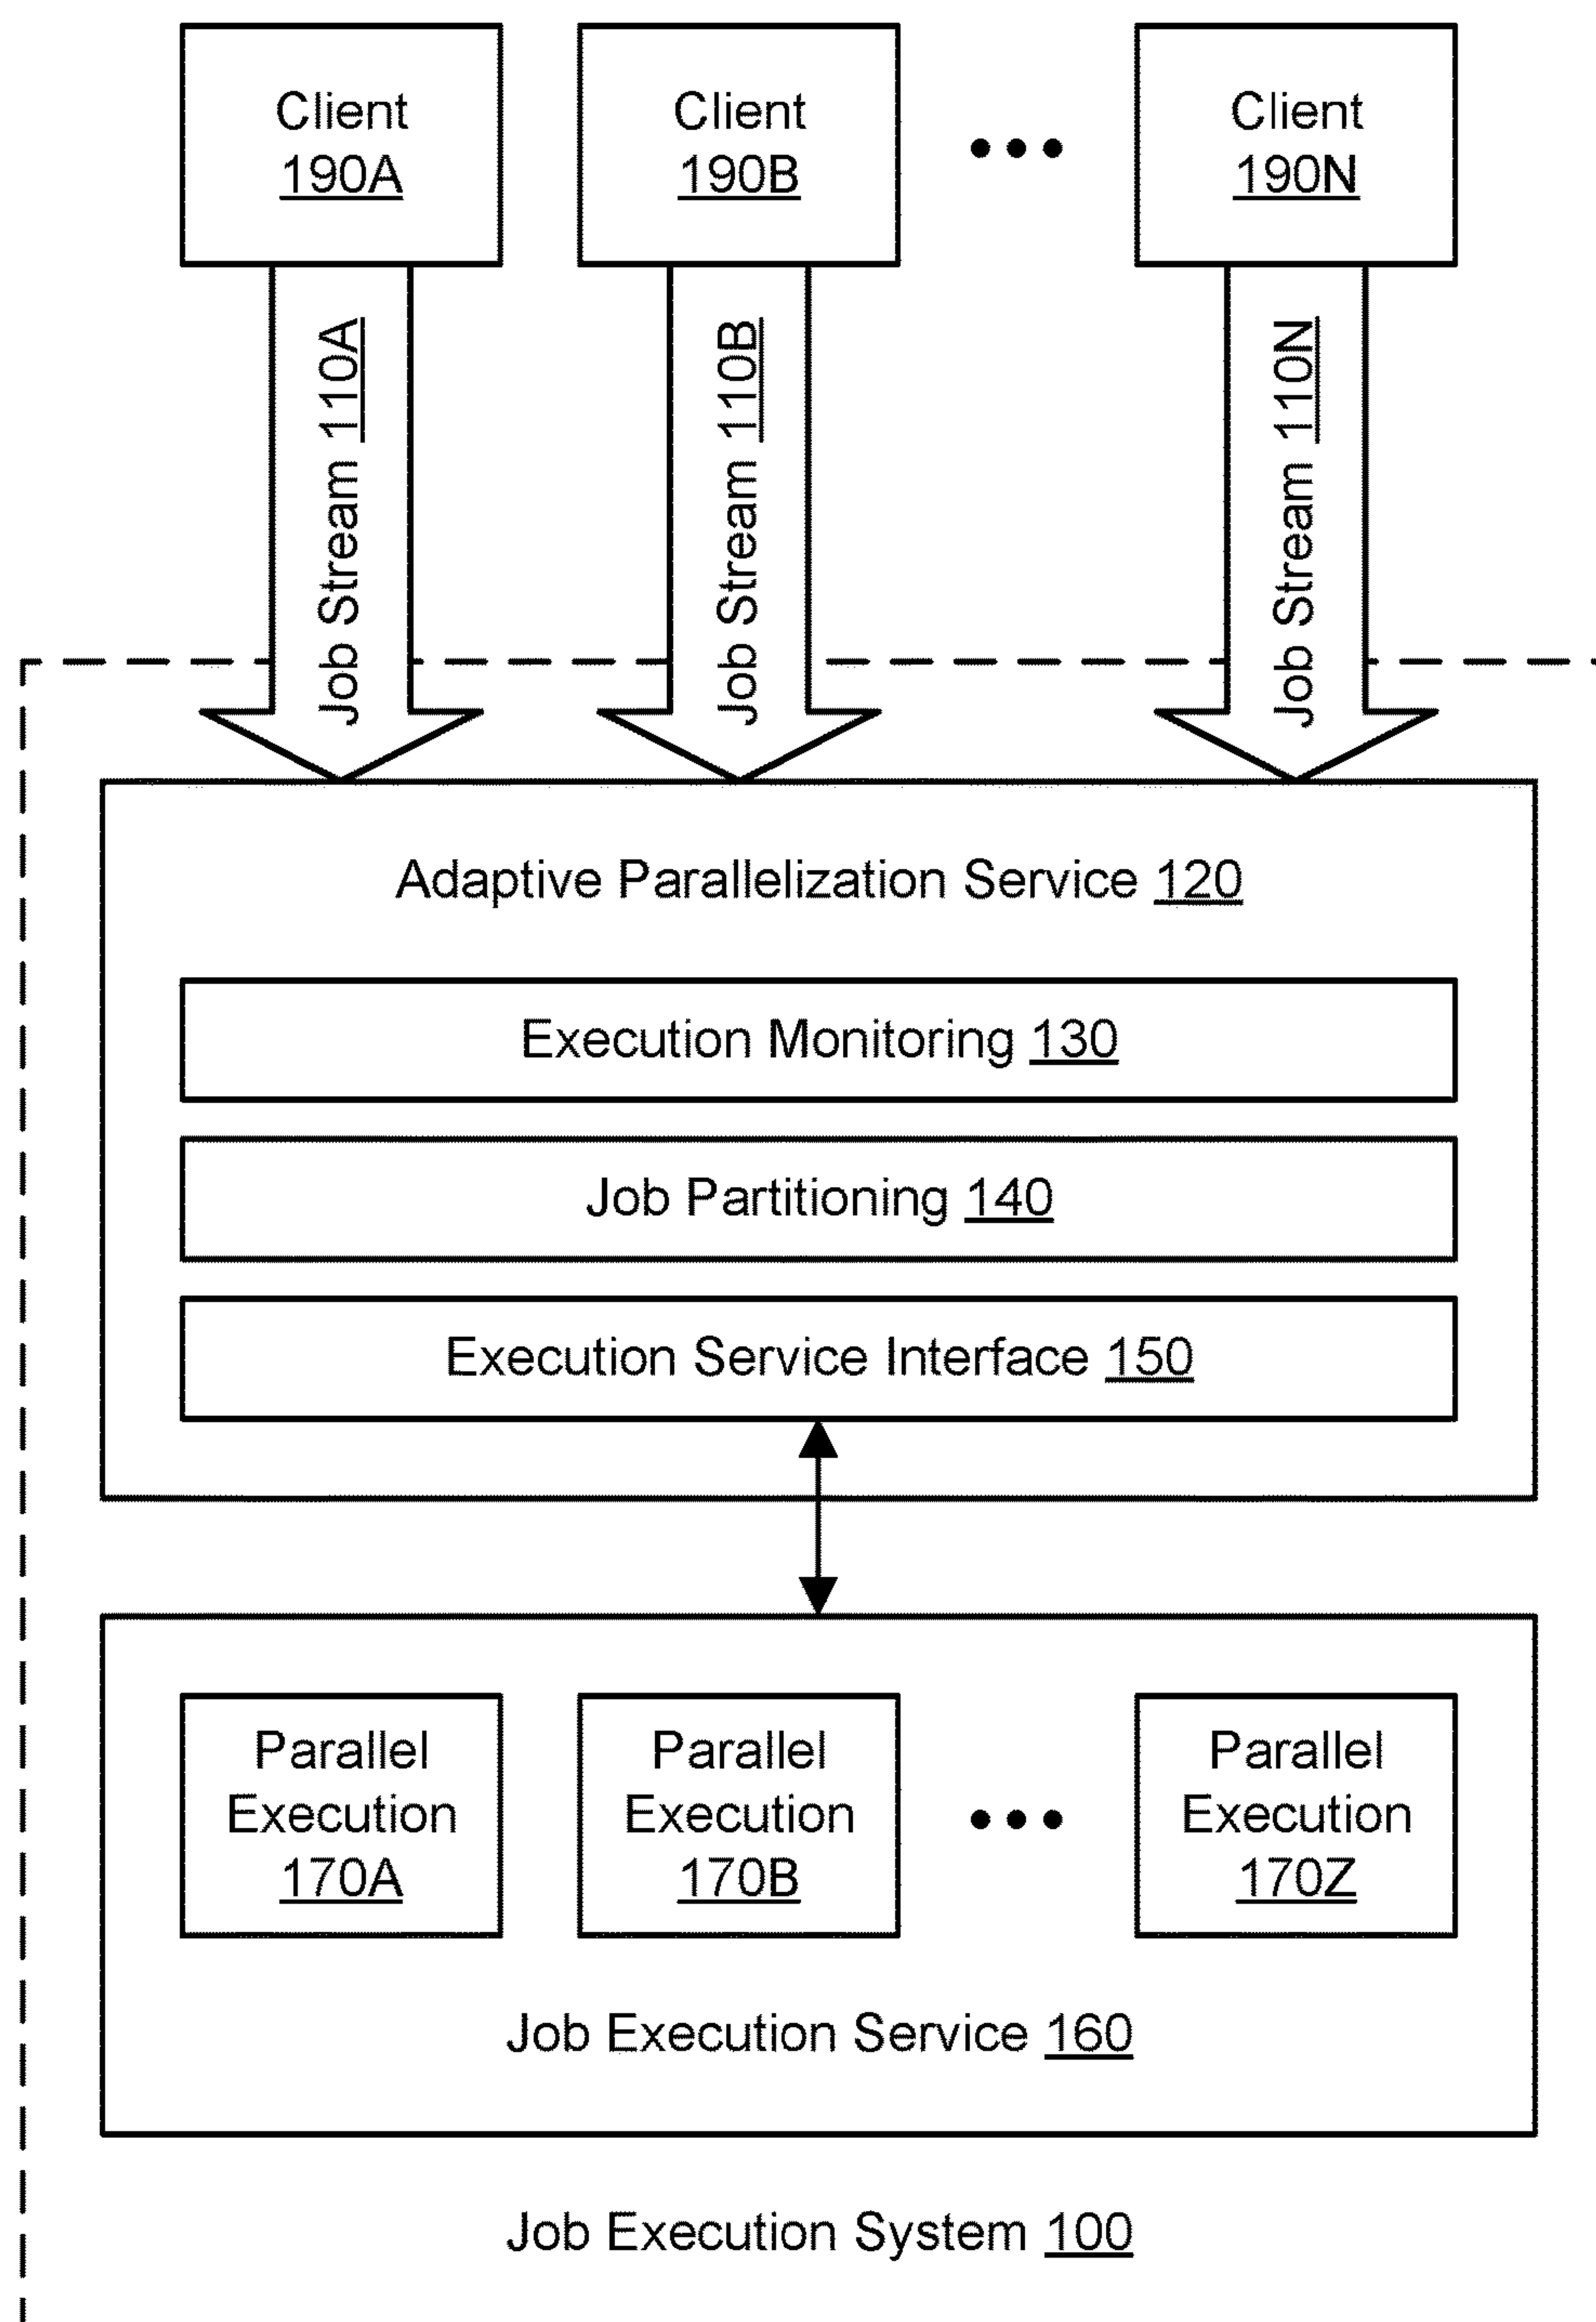 Client
190A
Client
190B
Client
190N
Job Stream 110A
Job Stream 110B
Job Stream 110N
Adaptive Parallelization Service 120
Execution Monitoring 130
Job Partitioning 140
Execution Service Interface 150
Parallel
Execution
170A
Parallel
Execution
170B
Parallel
Execution
170Z
Job Execution Service 160
Job Execution System 100